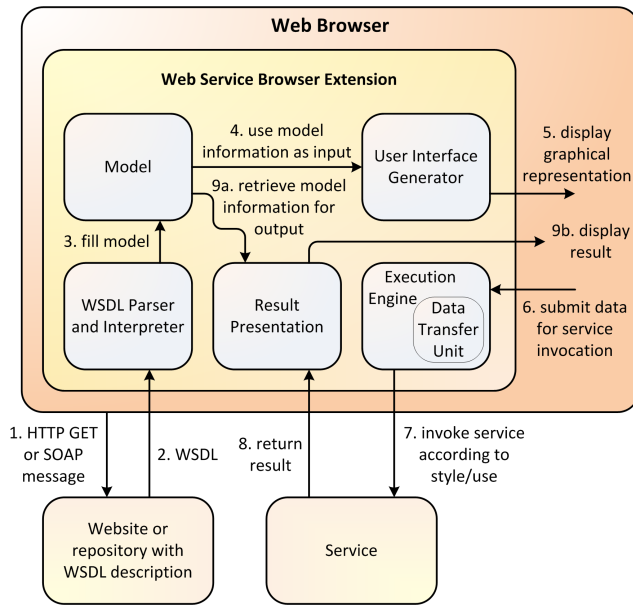 Web Browser
Web Service Browser Extension
Model
4. use model
information as input
User Interface
Generator
5. display
graphical
representation
9a. retrieve model
information for
output
3. fill model
9b. display
result
WSDL Parser
and Interpreter
Result
Presentation
Execution
Engine
Data
Transfer
Unit
6. submit data
for service
invocation
1. HTTP GET
or SOAP
message
2. WSDL
8. return
result
7. invoke service
according to
style/use
Website or
repository with
WSDL description
Service